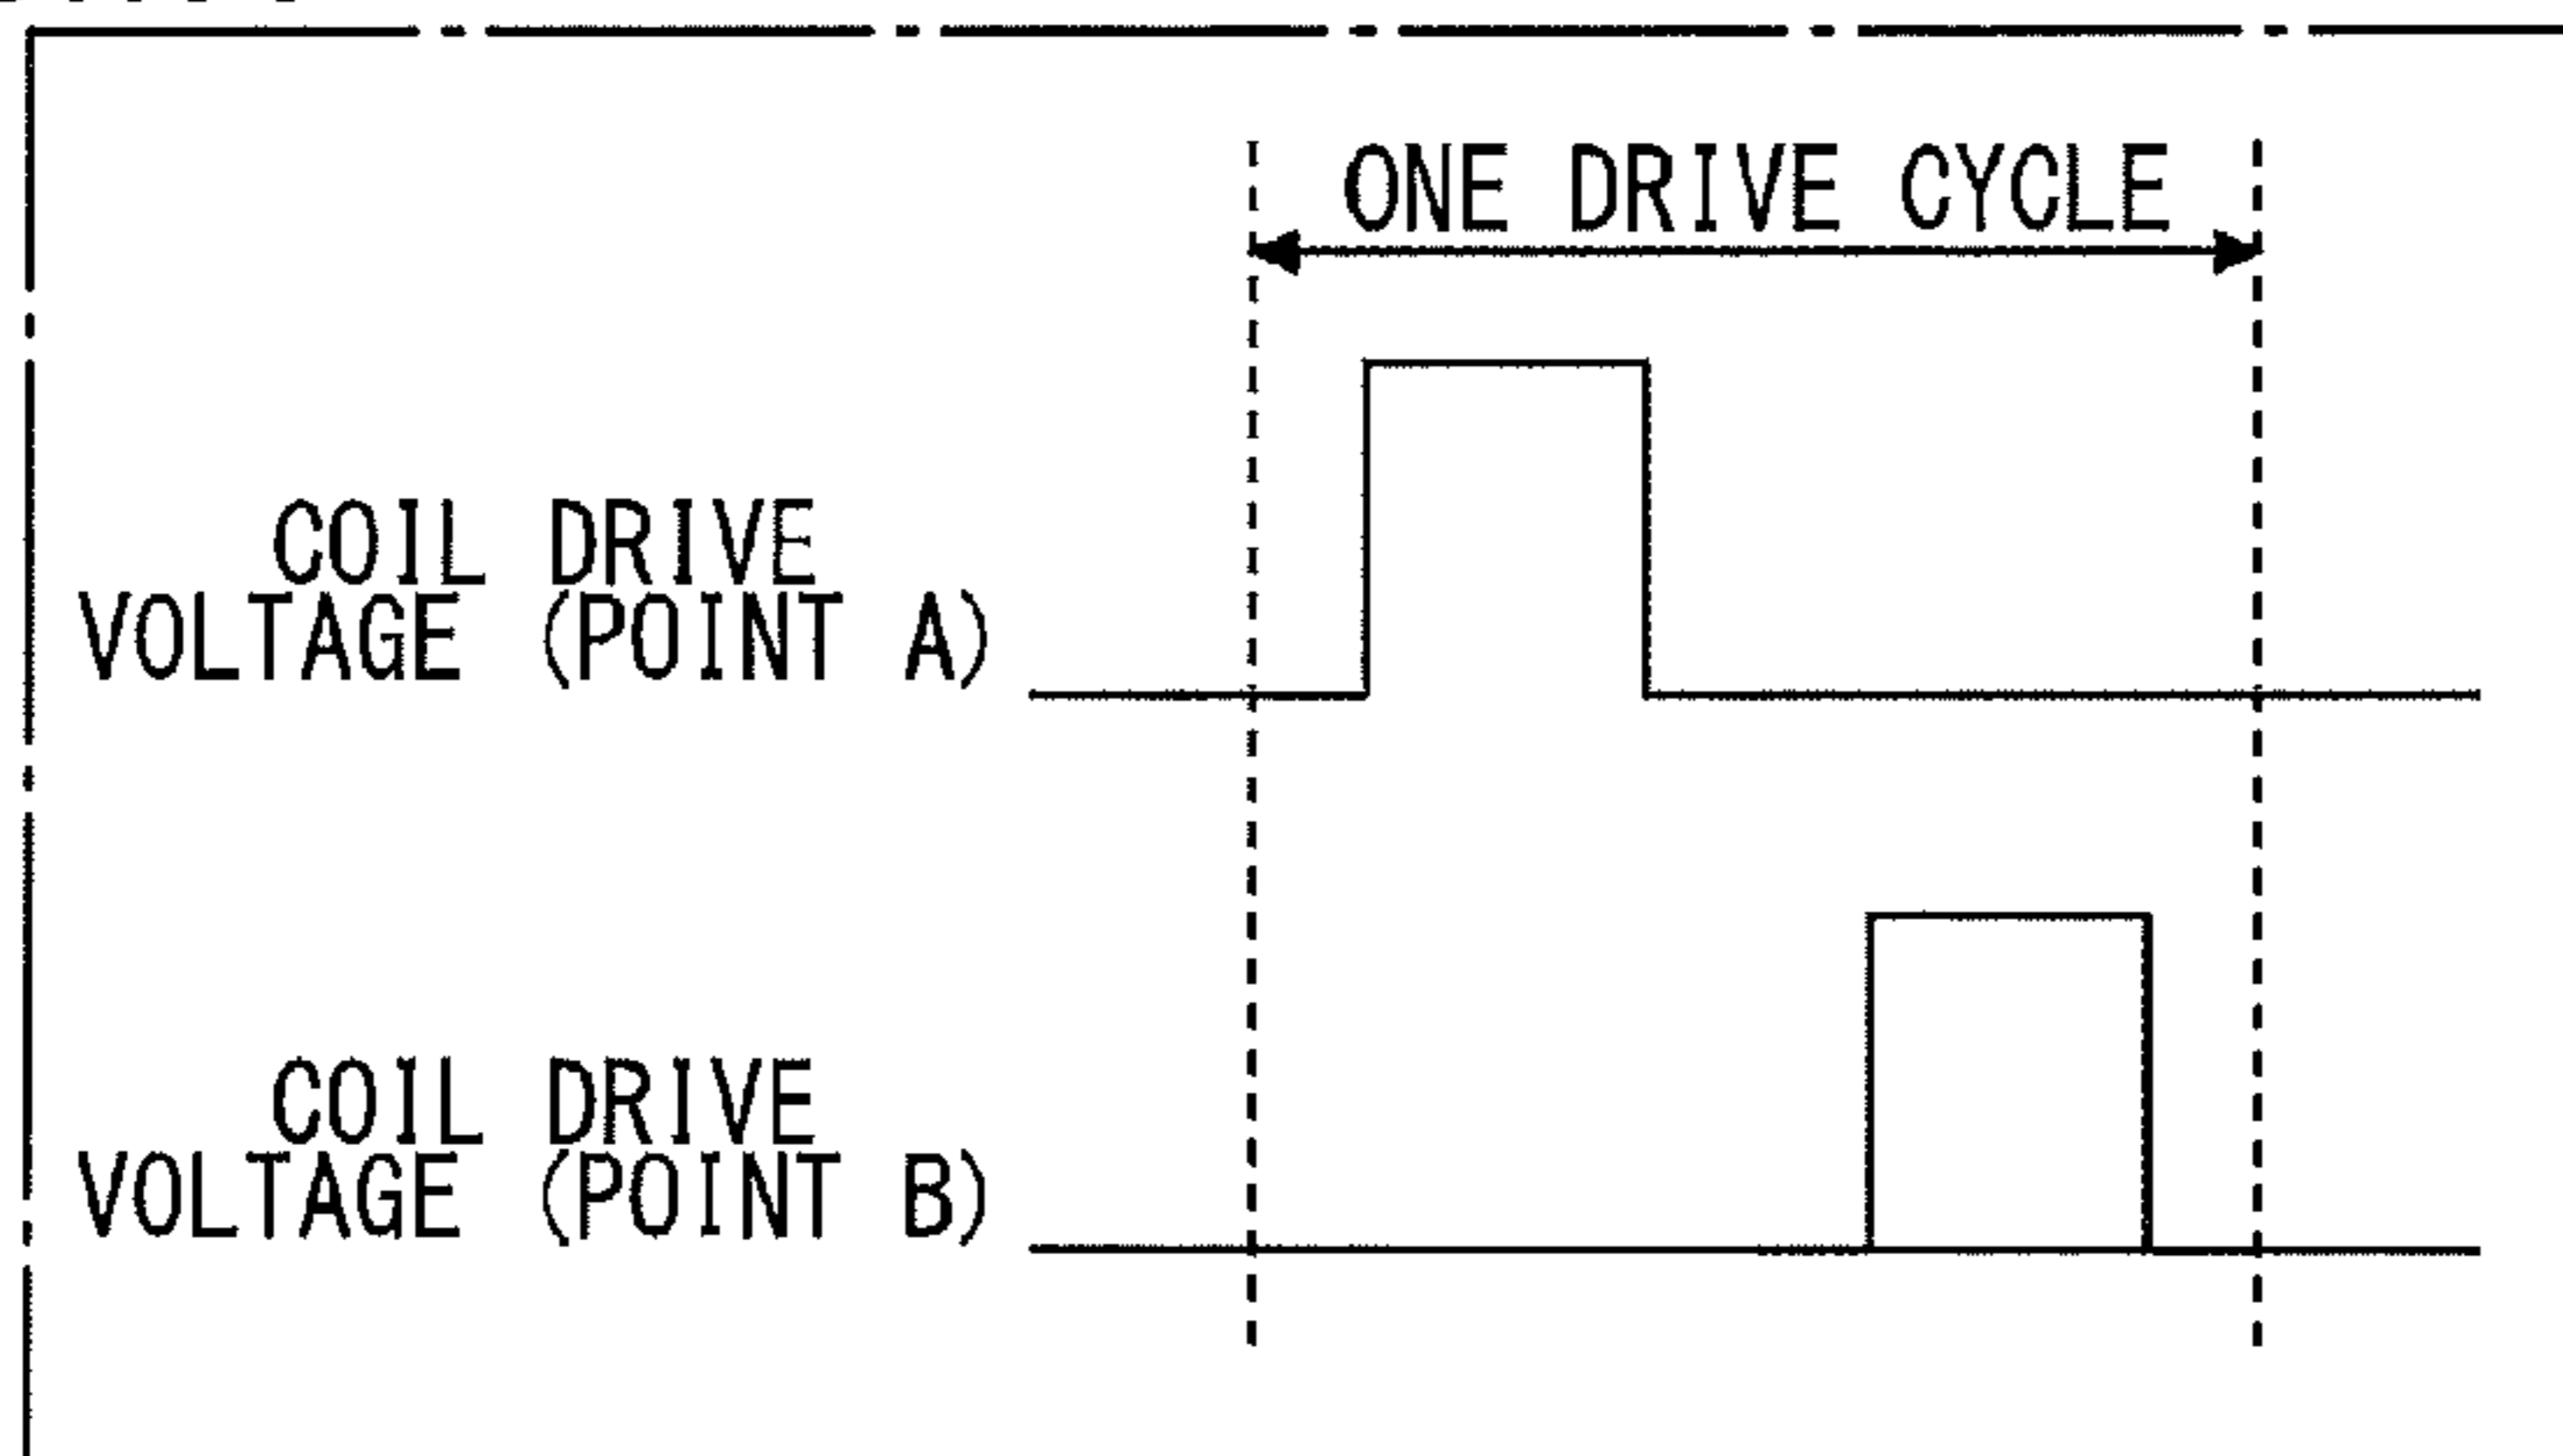 ONE DRIVE CYCLE
COIL DRIVE
VOLTAGE (POINT A)
COIL DRIVE
VOLTAGE (POINT B)